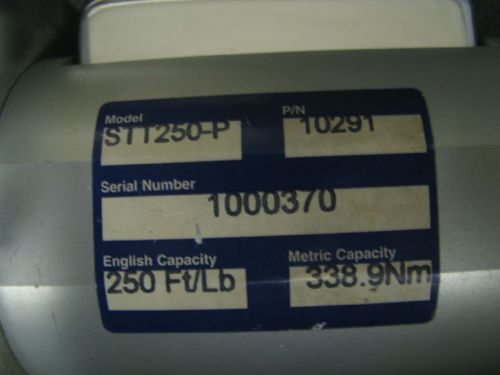 Model P/N
STT250-P 10291
Serial Number
1000370
English Capacity Metric Capacity
250 Ft/Lb 338.9Nm